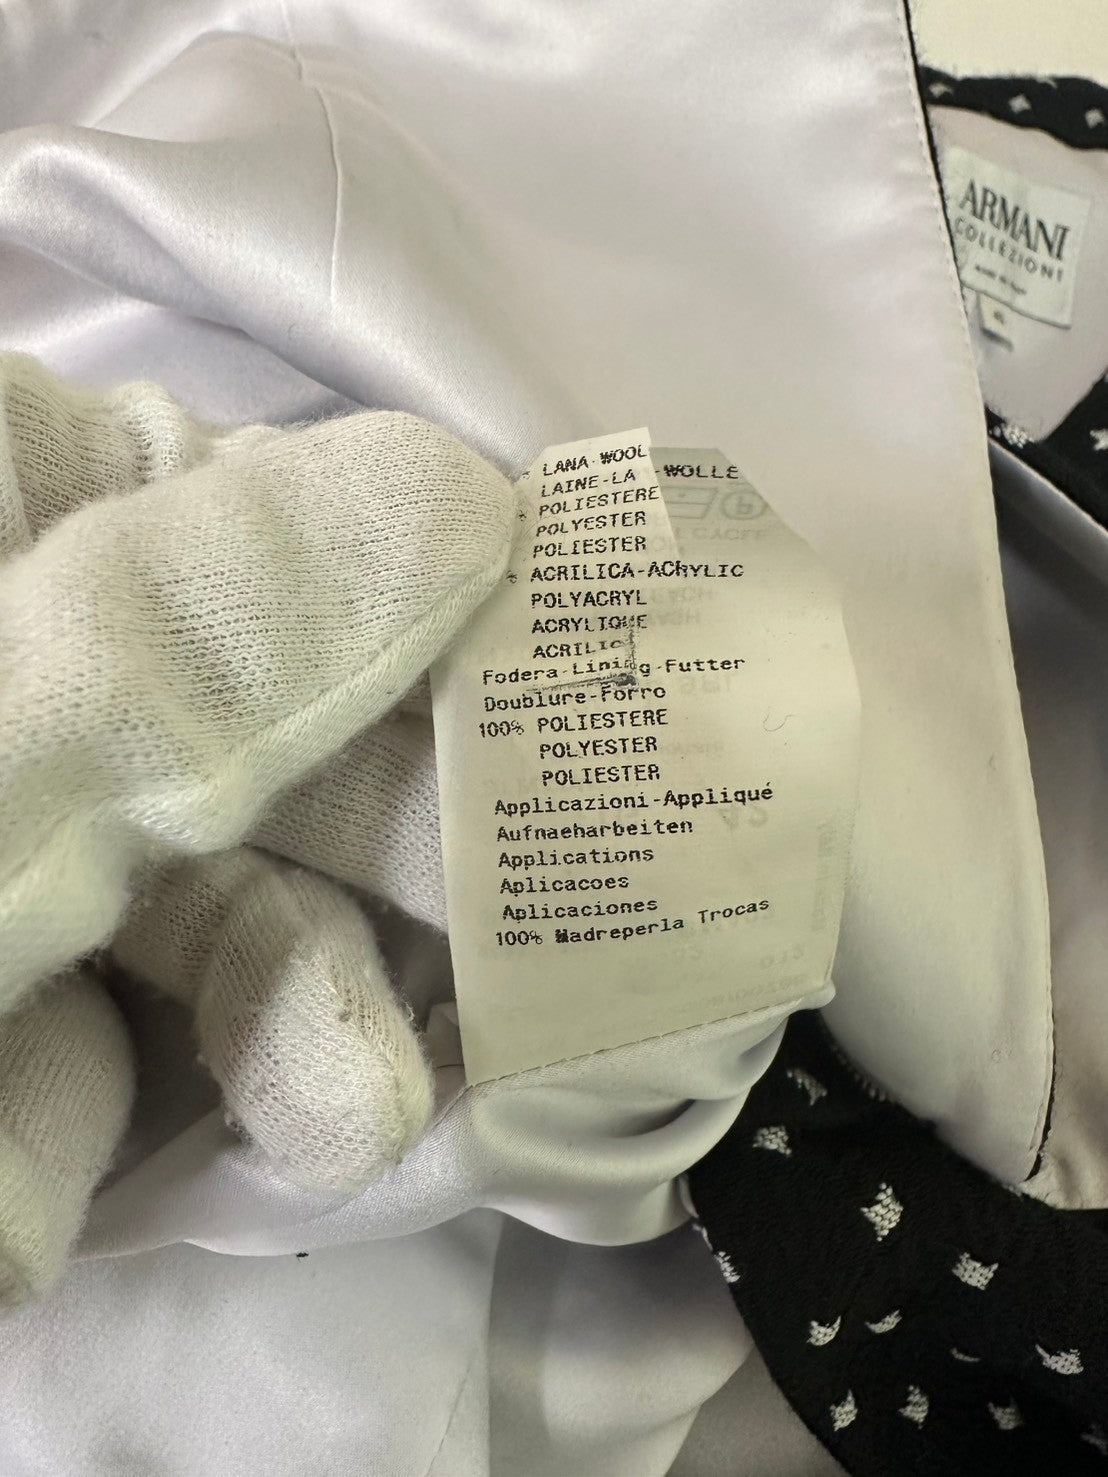 ARMANI
COLLEZIONI
LANA-WOOL
LAINE-LA -WOLLE
POLIESTERE
POLYESTER
POLIESTER
% ACRILICA-ACRYLIC
POLYACRYL
ACRYLIQUE
ACRILIC
Fodera-Lining-Futter
Doublure-Forro
100% POLIESTERE
POLYESTER
POLIESTER
Applicazioni-Appliqué
Aufnaeharbeiten
Applications
Aplicacoes
Aplicaciones
100% Madreperla Trocas